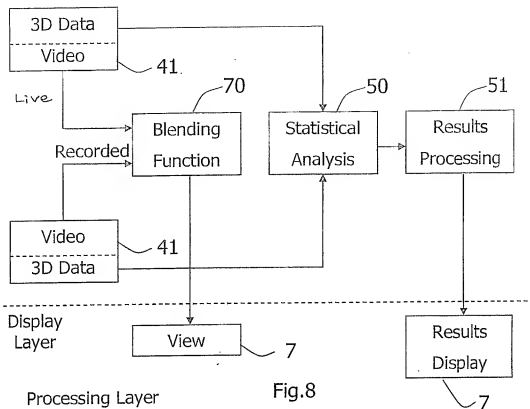 3D Data
Video
41
Live
70
Blending
Function
50
Statistical
Analysis
51
Results
Processing
Recorded
Video
3D Data
41
Display
Layer
View
7
Results
Display
7
Processing Layer
Fig.8